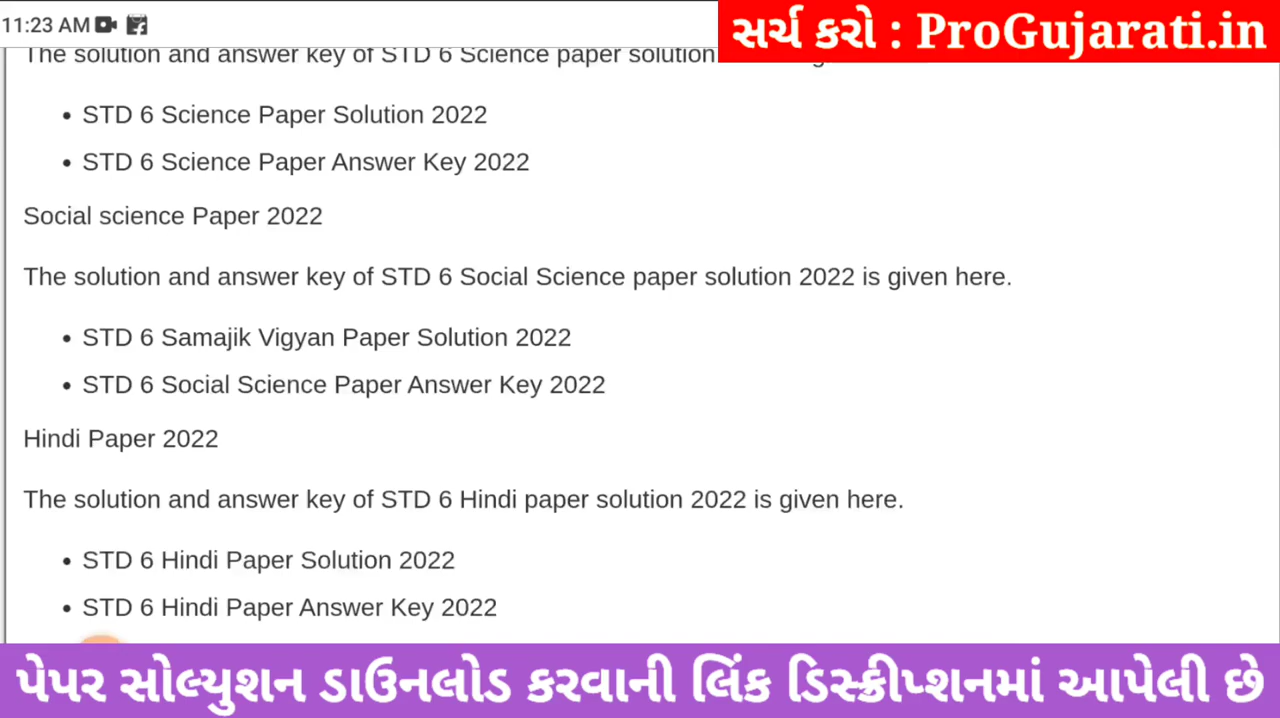 11:23 AM
સર્ચ કરો : ProGujarati.in
The solution and answer key of STD 6 Science paper solution
• STD 6 Science Paper Solution 2022
• STD 6 Science Paper Answer Key 2022
Social science Paper 2022
The solution and answer key of STD 6 Social Science paper solution 2022 is given here.
• STD 6 Samajik Vigyan Paper Solution 2022
• STD 6 Social Science Paper Answer Key 2022
Hindi Paper 2022
The solution and answer key of STD 6 Hindi paper solution 2022 is given here.
• STD 6 Hindi Paper Solution 2022
• STD 6 Hindi Paper Answer Key 2022
પેપર સોલ્યુશન ડાઉનલોડ કરવાની લિંક ડિસ્ક્રીપ્શનમાં આપેલી છે